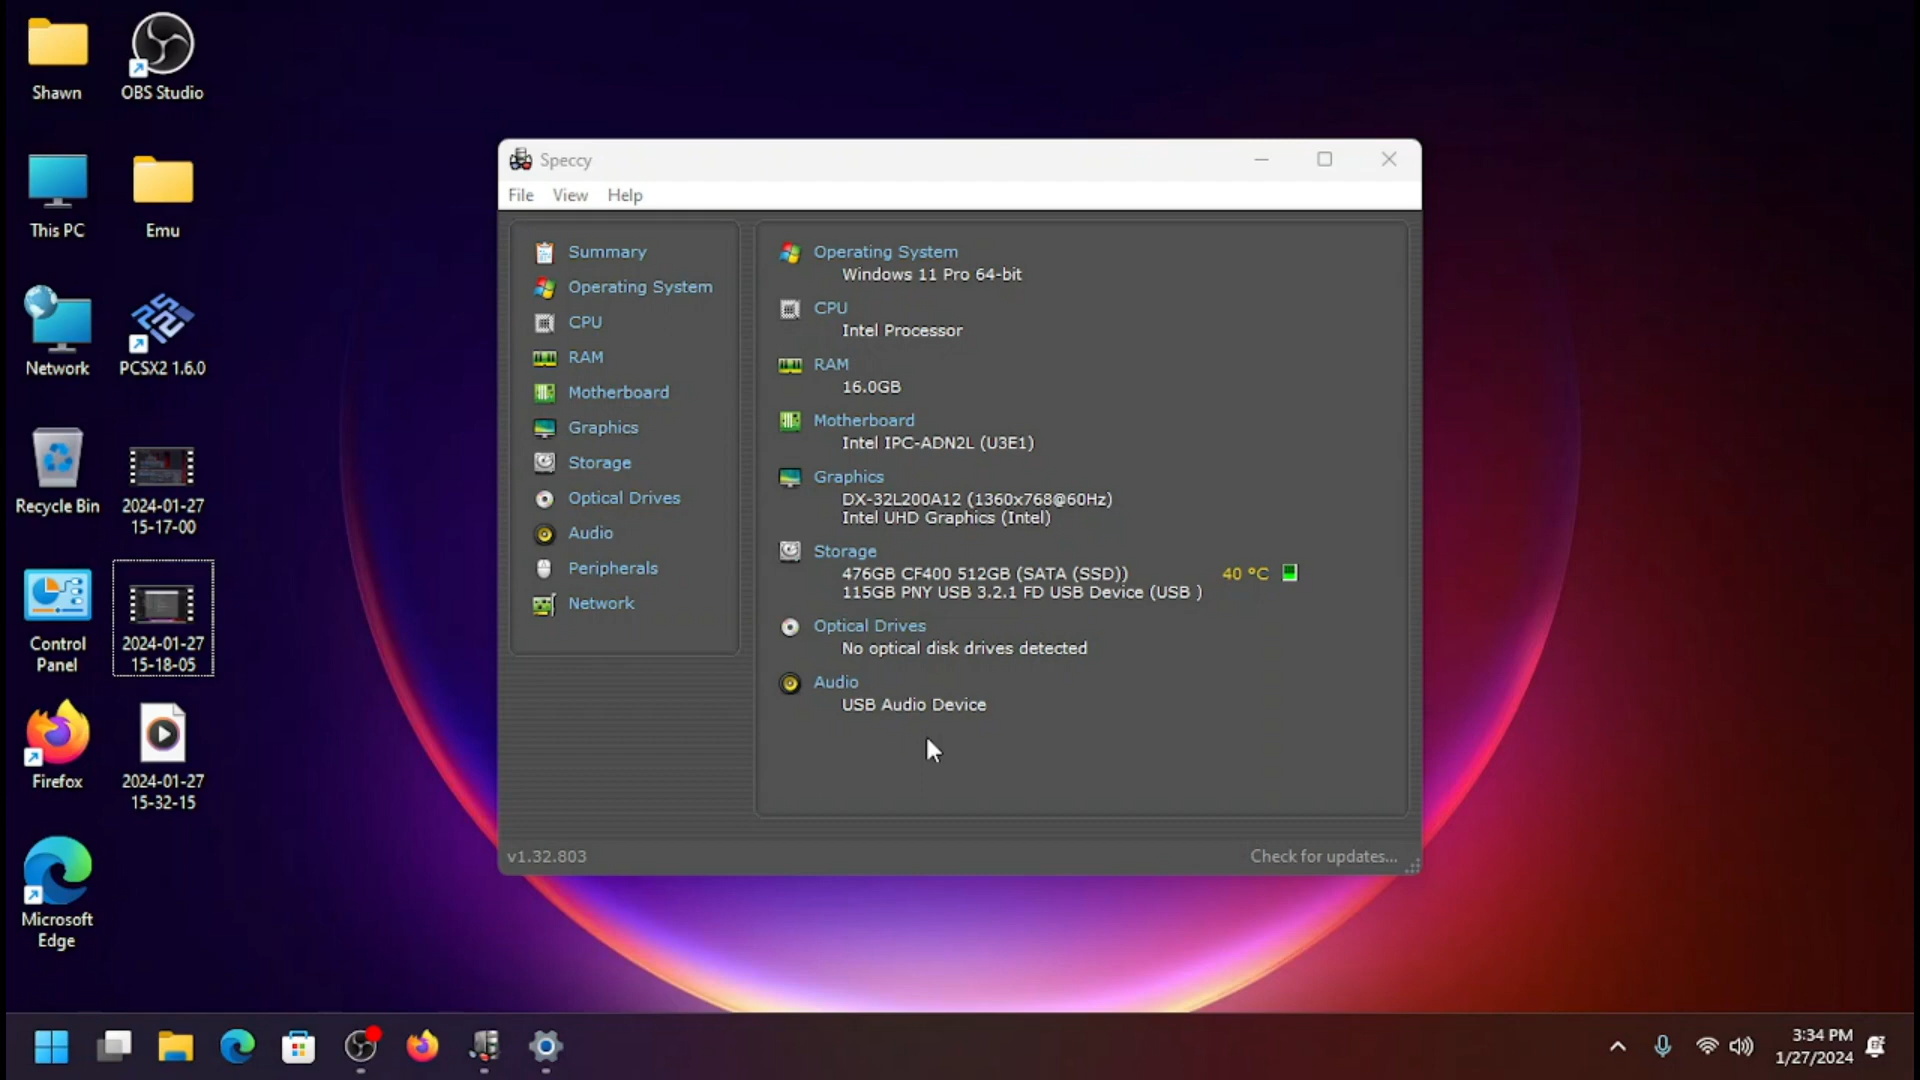 Shawn
OBS Studio
This PC
Emu
Network
PCSX2 1.6.0
Recycle Bin
2024-01-27
15-17-00
Control
Panel
2024-01-27
15-18-05
Firefox
2024-01-27
15-32-15
Microsoft
Edge
Speccy
File View Help
Summary
Operating System
CPU
RAM
Motherboard
Graphics
Storage
Optical Drives
Audio
Peripherals
Network
Operating System
Windows 11 Pro 64-bit
CPU
Intel Processor
RAM
16.0GB
Motherboard
Intel IPC-ADN2L (U3E1)
Graphics
DX-32L200A12 (1360x768@60Hz)
Intel UHD Graphics (Intel)
Storage
476GB CF400 512GB (SATA (SSD)) 40 °C
115GB PNY USB 3.2.1 FD USB Device (USB )
Optical Drives
No optical disk drives detected
Audio
USB Audio Device
v1.32.803
Check for updates...
3:34 PM
1/27/2024